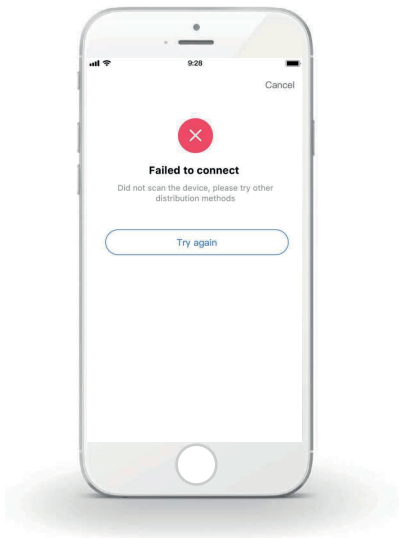 9:28
Cancel
Failed to connect
Did not scan the device, please try other
distribution methods
Try again